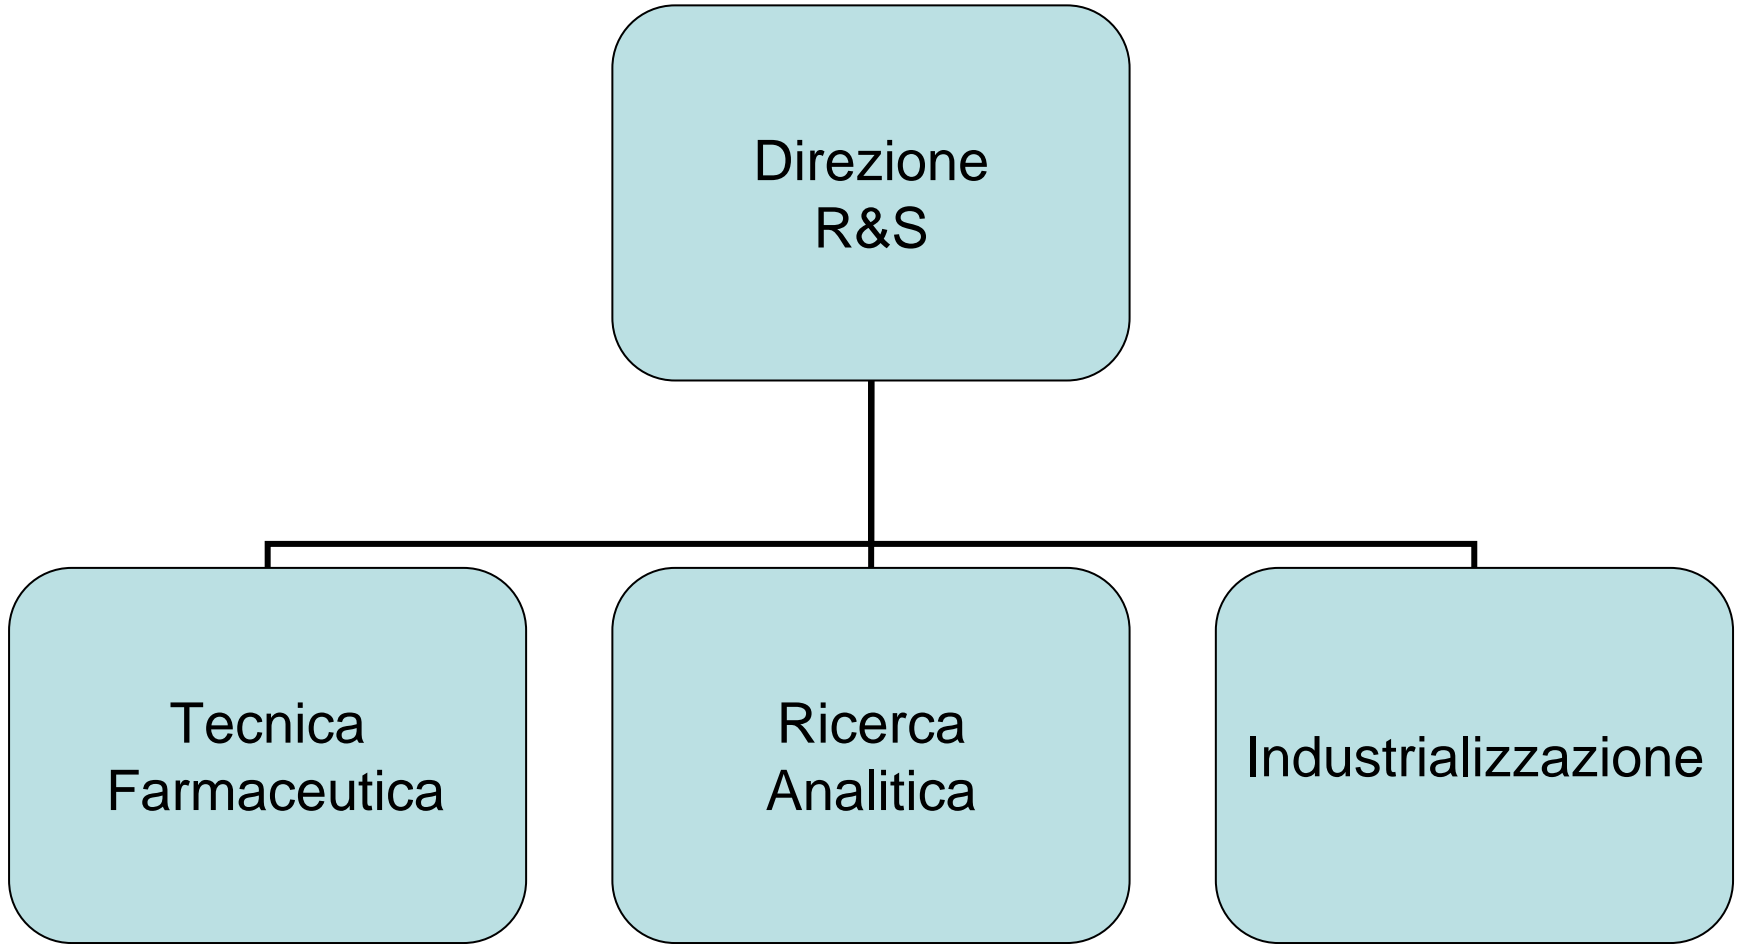 Direzione
R&S
Tecnica
Farmaceutica
Ricerca
Analitica
Industrializzazione